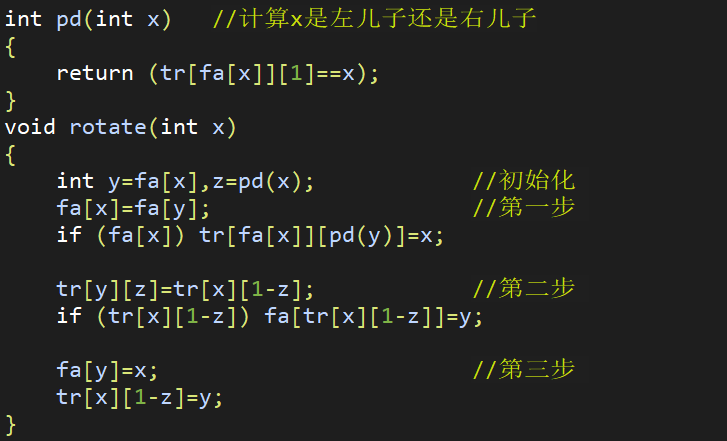 int pd(int x)   //计算x是左儿子还是右儿子
{
    return (tr[fa[x]][1]==x);
}
void rotate(int x)
{
    int y=fa[x],z=pd(x);            //初始化
    fa[x]=fa[y];                    //第一步
    if (fa[x]) tr[fa[x]][pd(y)]=x;

    tr[y][z]=tr[x][1-z];            //第二步
    if (tr[x][1-z]) fa[tr[x][1-z]]=y;

    fa[y]=x;                        //第三步
    tr[x][1-z]=y;
}